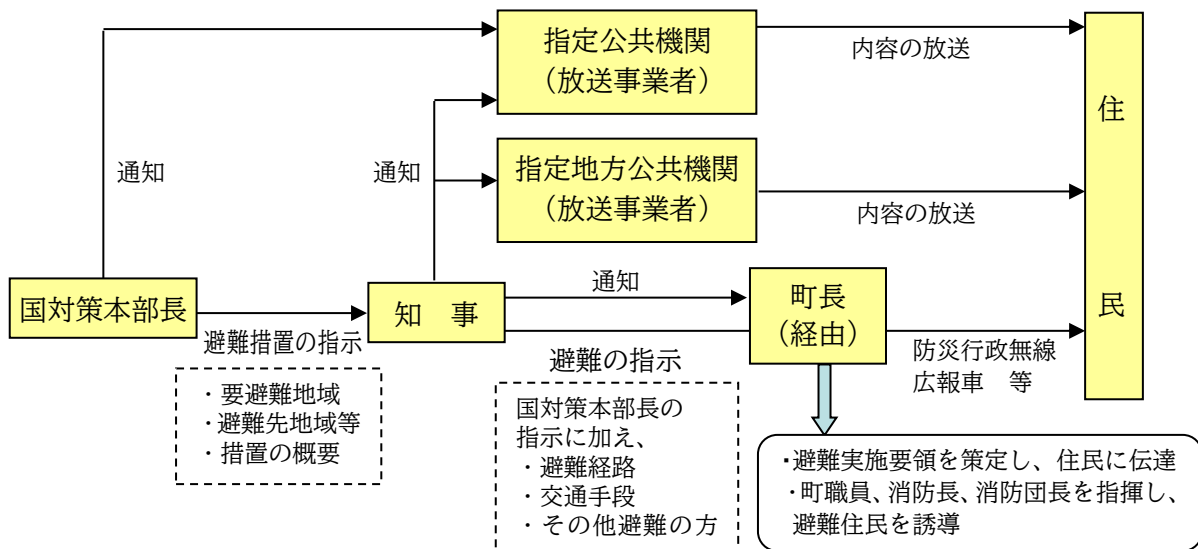 指定公共機関
（放送事業者）
内容の放送
住
民
通知
通知
指定地方公共機関
（放送事業者）
内容の放送
国対策本部長
避難措置の指示
知　事
通知
町長
（経由）
避難の指示
防災行政無線
広報車　等
・要避難地域
・避難先地域等
・措置の概要
国対策本部長の
指示に加え、
・避難経路
・交通手段
・その他避難の方
・避難実施要領を策定し、住民に伝達
・町職員、消防長、消防団長を指揮し、
避難住民を誘導